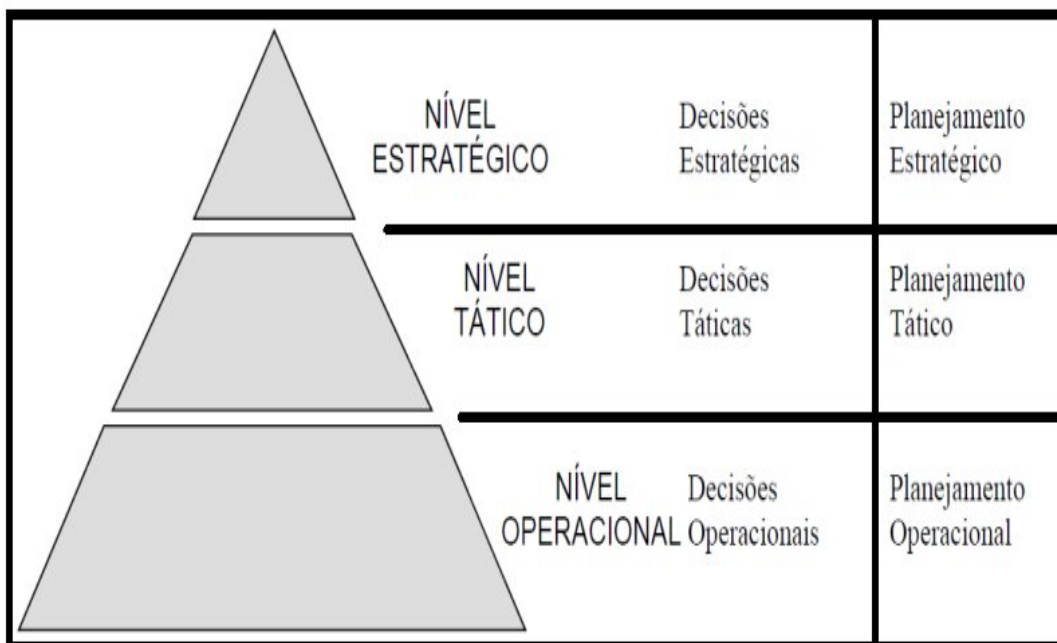 NÍVEL
ESTRATÉGICO
Decisões
Estratégicas
Planejamento
Estratégico
NÍVEL
TÁTICO
Decisões
Táticas
Planejamento
Tático
NÍVEL
OPERACIONAL
Decisões
Operacionais
Planejamento
Operacional